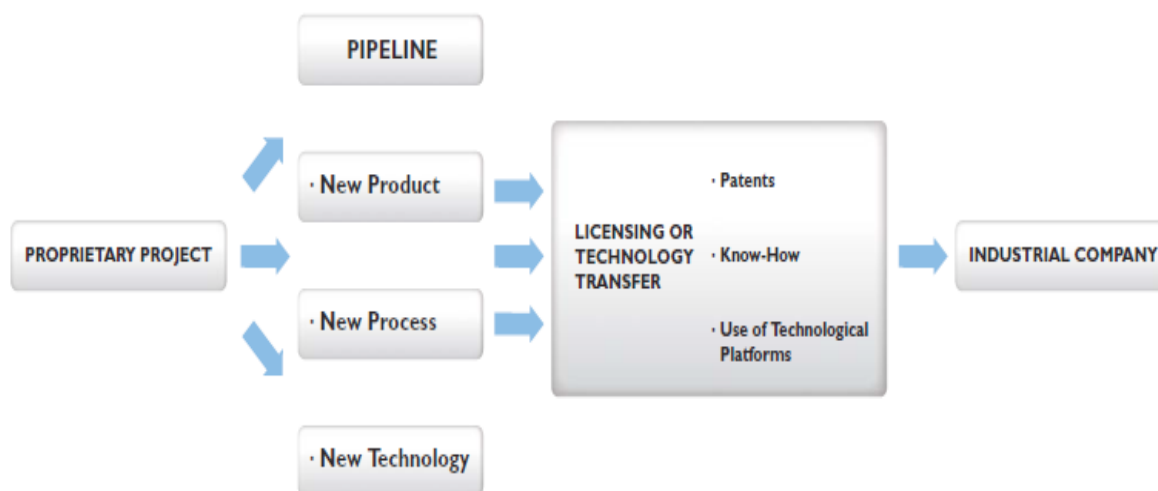 PIPELINE
· New Product
PROPRIETARY PROJECT
· New Process
· New Technology
LICENSING OR
TECHNOLOGY
TRANSFER
· Patents
· Know-How
· Use of Technological
Platforms
INDUSTRIAL COMPANY